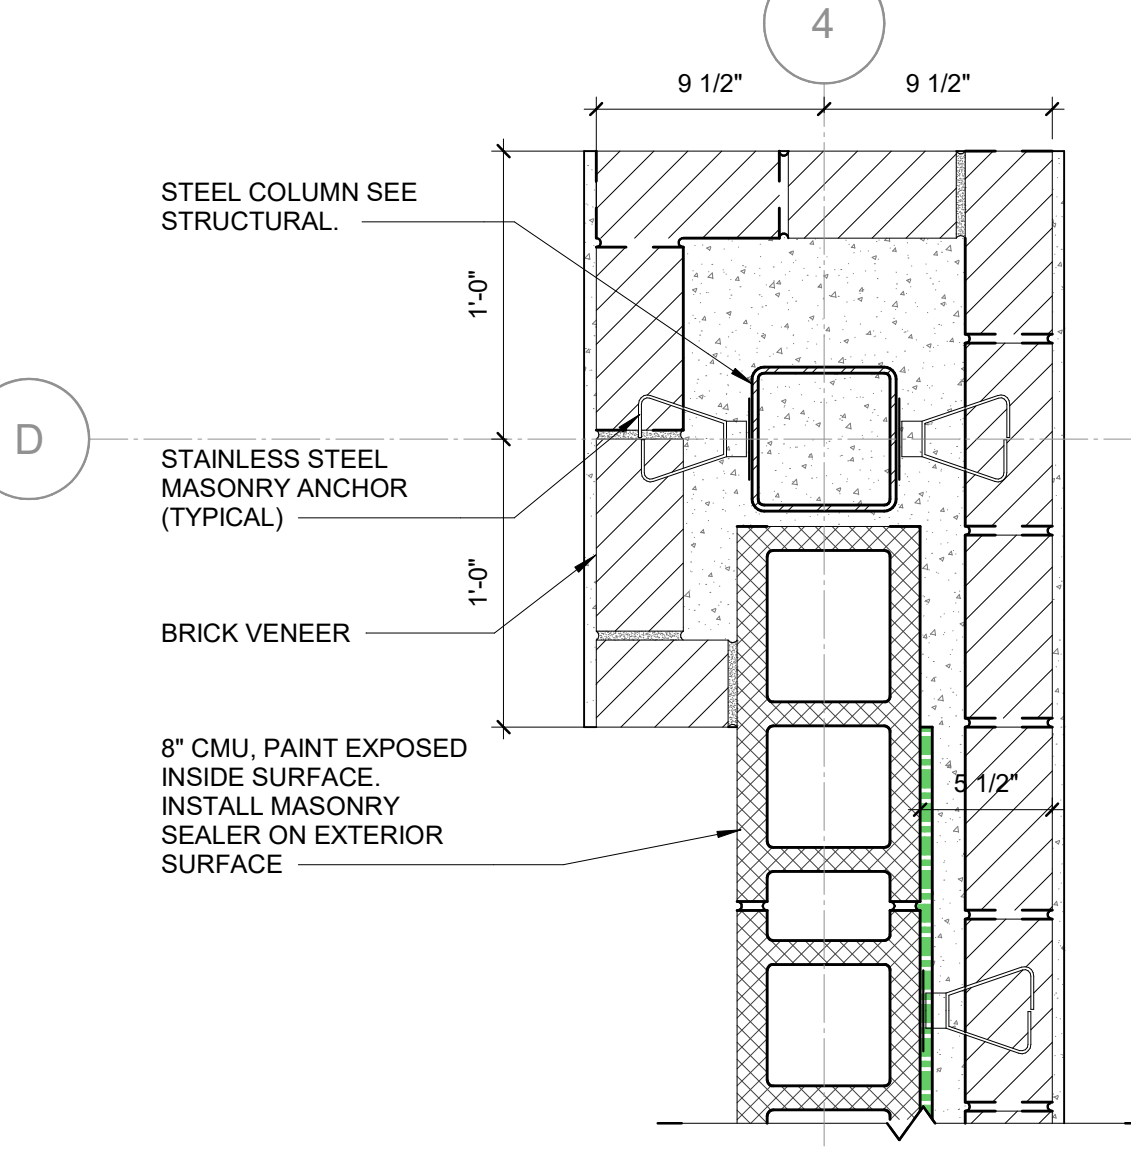 4
9 1/2"
9 1/2"
STEEL COLUMN SEE
STRUCTURAL.
1'-0"
D
STAINLESS STEEL
MASONRY ANCHOR
(TYPICAL)
1'-0"
BRICK VENEER
8" CMU, PAINT EXPOSED
INSIDE SURFACE.
INSTALL MASONRY
SEALER ON EXTERIOR
SURFACE
5 1/2"